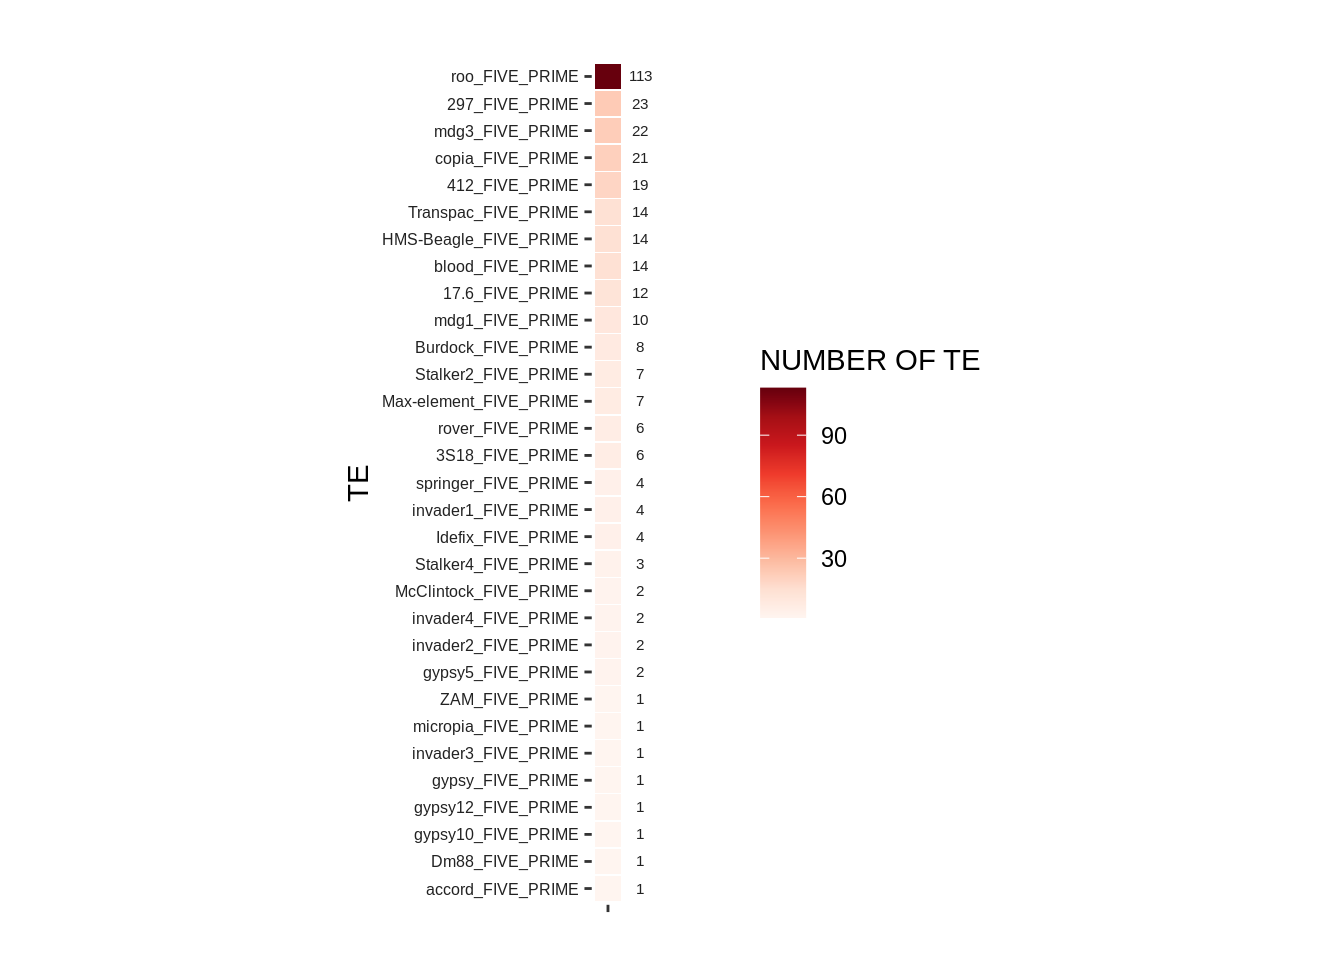 roo_FIVE_PRIME 113
297_FIVE_PRIME 23
mdg3_FIVE_PRIME 22
copia_FIVE_PRIME 21
412_FIVE_PRIME 19
Transpac_FIVE_PRIME 14
HMS-Beagle_FIVE_PRIME 14
blood_FIVE_PRIME 14
17.6_FIVE_PRIME 12
mdg1_FIVE_PRIME 10
Burdock_FIVE_PRIME 8
Stalker2_FIVE_PRIME 7
Max-element_FIVE_PRIME 7
rover_FIVE_PRIME 6
3S18_FIVE_PRIME 6
springer_FIVE_PRIME 4
invader1_FIVE_PRIME 4
Idefix_FIVE_PRIME 4
Stalker4_FIVE_PRIME 3
McClintock_FIVE_PRIME 2
invader4_FIVE_PRIME 2
invader2_FIVE_PRIME 2
gypsy5_FIVE_PRIME 2
ZAM_FIVE_PRIME 1
micropia_FIVE_PRIME 1
invader3_FIVE_PRIME 1
gypsy_FIVE_PRIME 1
gypsy12_FIVE_PRIME 1
gypsy10_FIVE_PRIME 1
Dm88_FIVE_PRIME 1
accord_FIVE_PRIME 1
TE
NUMBER OF TE
90
60
30